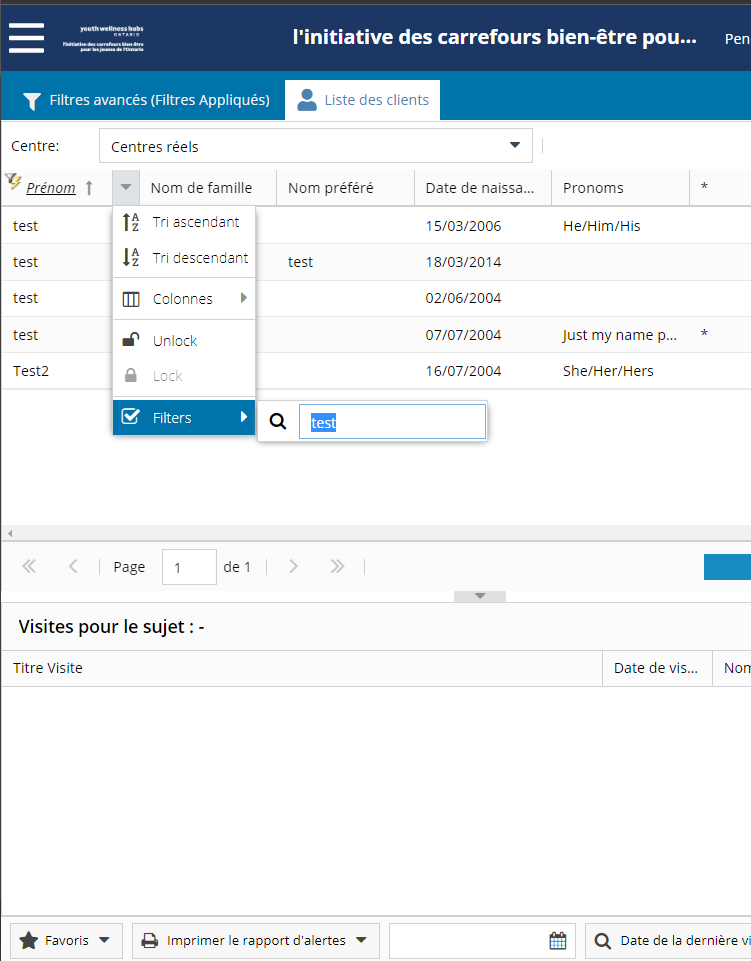 youth wellness hubs
ONTARIO
l'initiative des carrefours bien-être
pour les jeunes de l'Ontario
l'initiative des carrefours bien-être pou...
Pen
Filtres avancés (Filtres Appliqués)
Liste des clients
Centre:
Centres réels
Prénom
Nom de famille
Nom préféré
Date de naissa...
Pronoms
*
test
15/03/2006
He/Him/His
test
test
18/03/2014
test
02/06/2004
test
07/07/2004
Just my name p...
*
Test2
16/07/2004
She/Her/Hers
Tri ascendant
Tri descendant
Colonnes
Unlock
Lock
Filters
test
Page
1
de 1
Visites pour le sujet : -
Titre Visite
Date de vis...
Nom
Favoris
Imprimer le rapport d'alertes
Date de la dernière vi